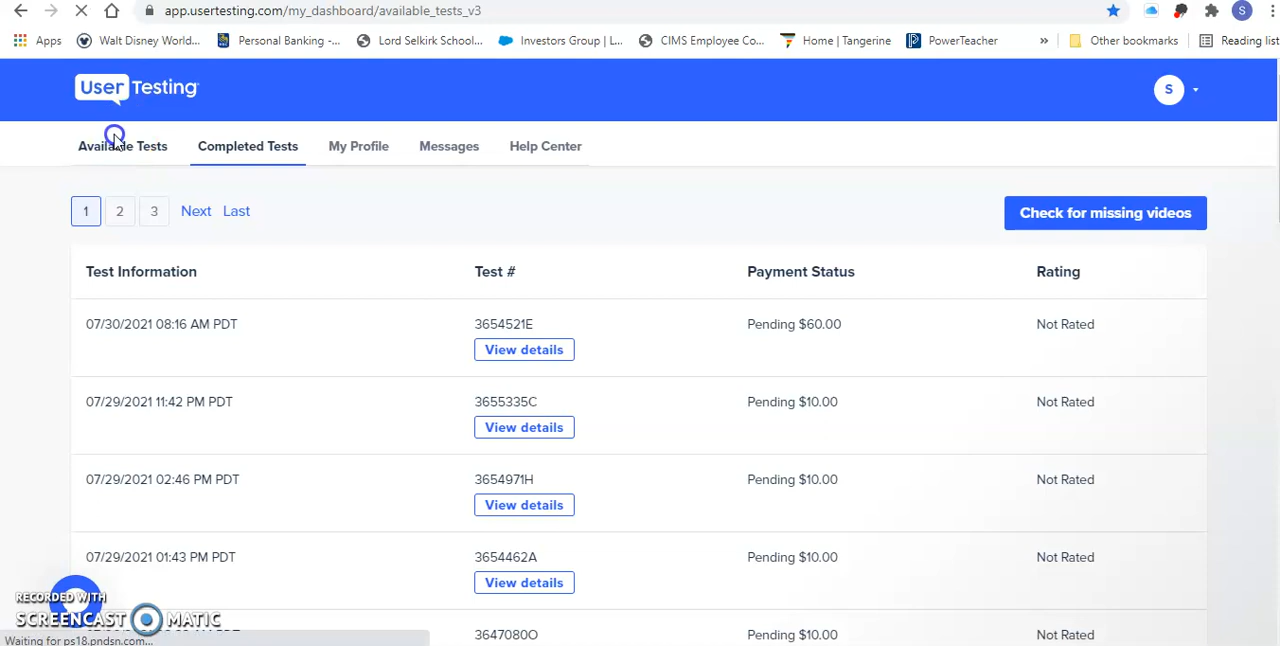 app.usertesting.com/my_dashboard/available_tests_v3
S
Apps Walt Disney World... Personal Banking -... Lord Selkirk School... Investors Group | L... CIMS Employee Co... Home | Tangerine PowerTeacher » Other bookmarks Reading list
UserTesting
S
Available Tests Completed Tests My Profile Messages Help Center
1 2 3 Next Last Check for missing videos
Test Information Test # Payment Status Rating
07/30/2021 08:16 AM PDT 3654521E Pending $60.00 Not Rated
View details
07/29/2021 11:42 PM PDT 3655335C Pending $10.00 Not Rated
View details
07/29/2021 02:46 PM PDT 3654971H Pending $10.00 Not Rated
View details
07/29/2021 01:43 PM PDT 3654462A Pending $10.00 Not Rated
View details
RECORDED WITH
SCREENCAST MATIC
3647080O Pending $10.00 Not Rated
Waiting for ps18.pndsn.com...